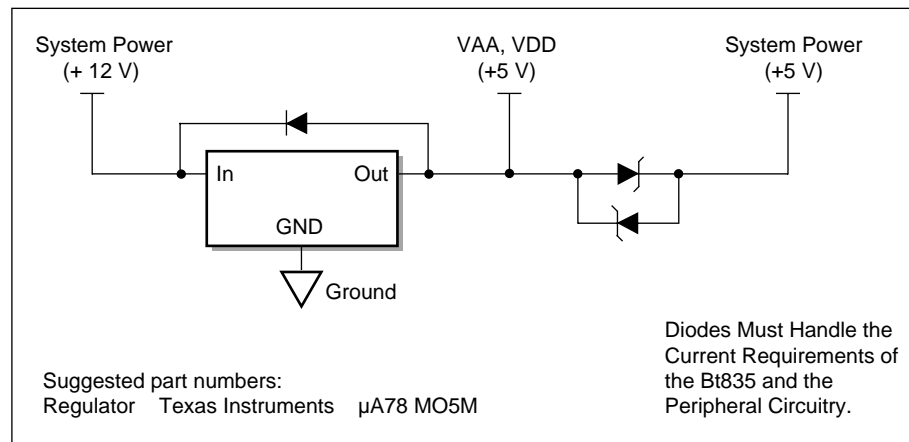 System Power
(+ 12 V)
VAA, VDD
(+5 V)
System Power
(+5 V)
In
Out
GND
Ground
Diodes Must Handle the
Current Requirements of
the Bt835 and the
Peripheral Circuitry.
Suggested part numbers:
Regulator Texas Instruments µA78 MO5M